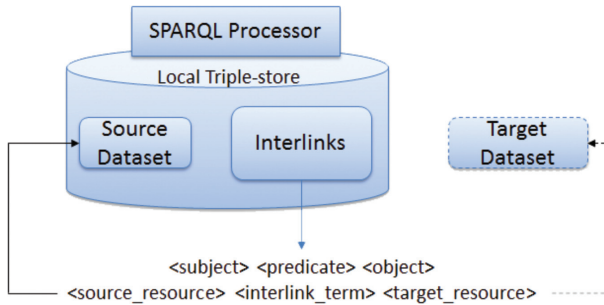 SPARQL Processor
Local Triple-store
Source
Dataset
Interlinks
Target
Dataset
<subject> <predicate> <object>
<source_resource> <interlink_term> <target_resource>